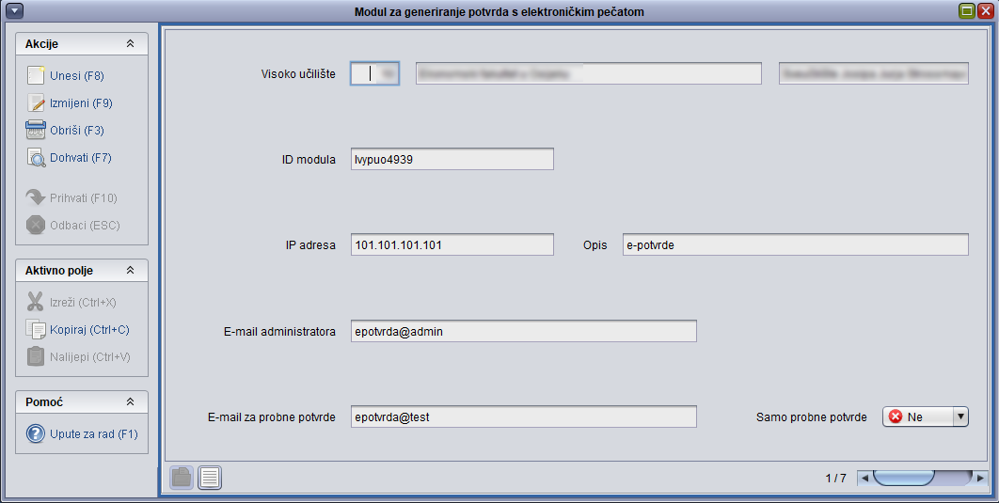 Modul za generiranje potvrda s elektroničkim pečatom
Akcije
Unesi (F8)
Izmijeni (F9)
Obriši (F3)
Dohvati (F7)
Prihvati (F10)
Odbaci (ESC)
Aktivno polje
Izreži (Ctrl+X)
Kopiraj (Ctrl+C)
Nalijepi (Ctrl+V)
Pomoć
Upute za rad (F1)
Visoko učilište
ID modula lvypuo4939
IP adresa 101.101.101.101 Opis e-potvrde
E-mail administratora epotvrda@admin
E-mail za probne potvrde epotvrda@test Samo probne potvrde Ne
1 / 7